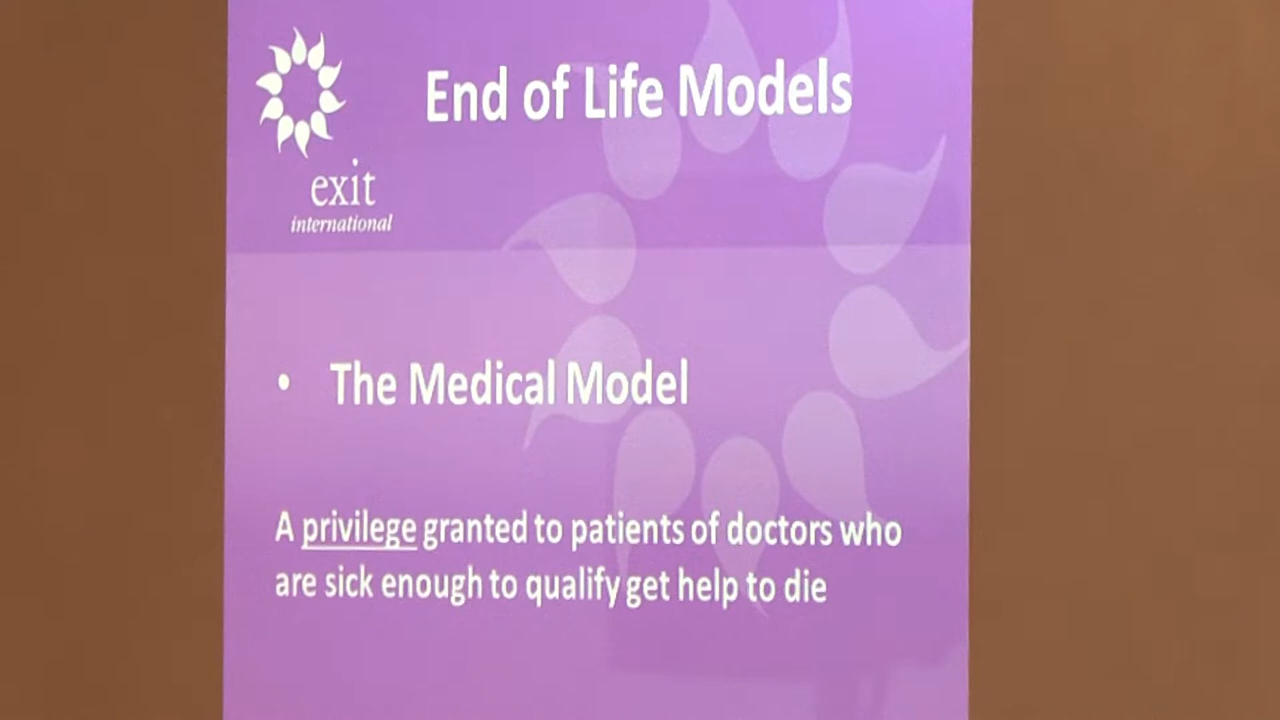 End of Life Models
exit
international
• The Medical Model
A privilege granted to patients of doctors who
are sick enough to qualify get help to die